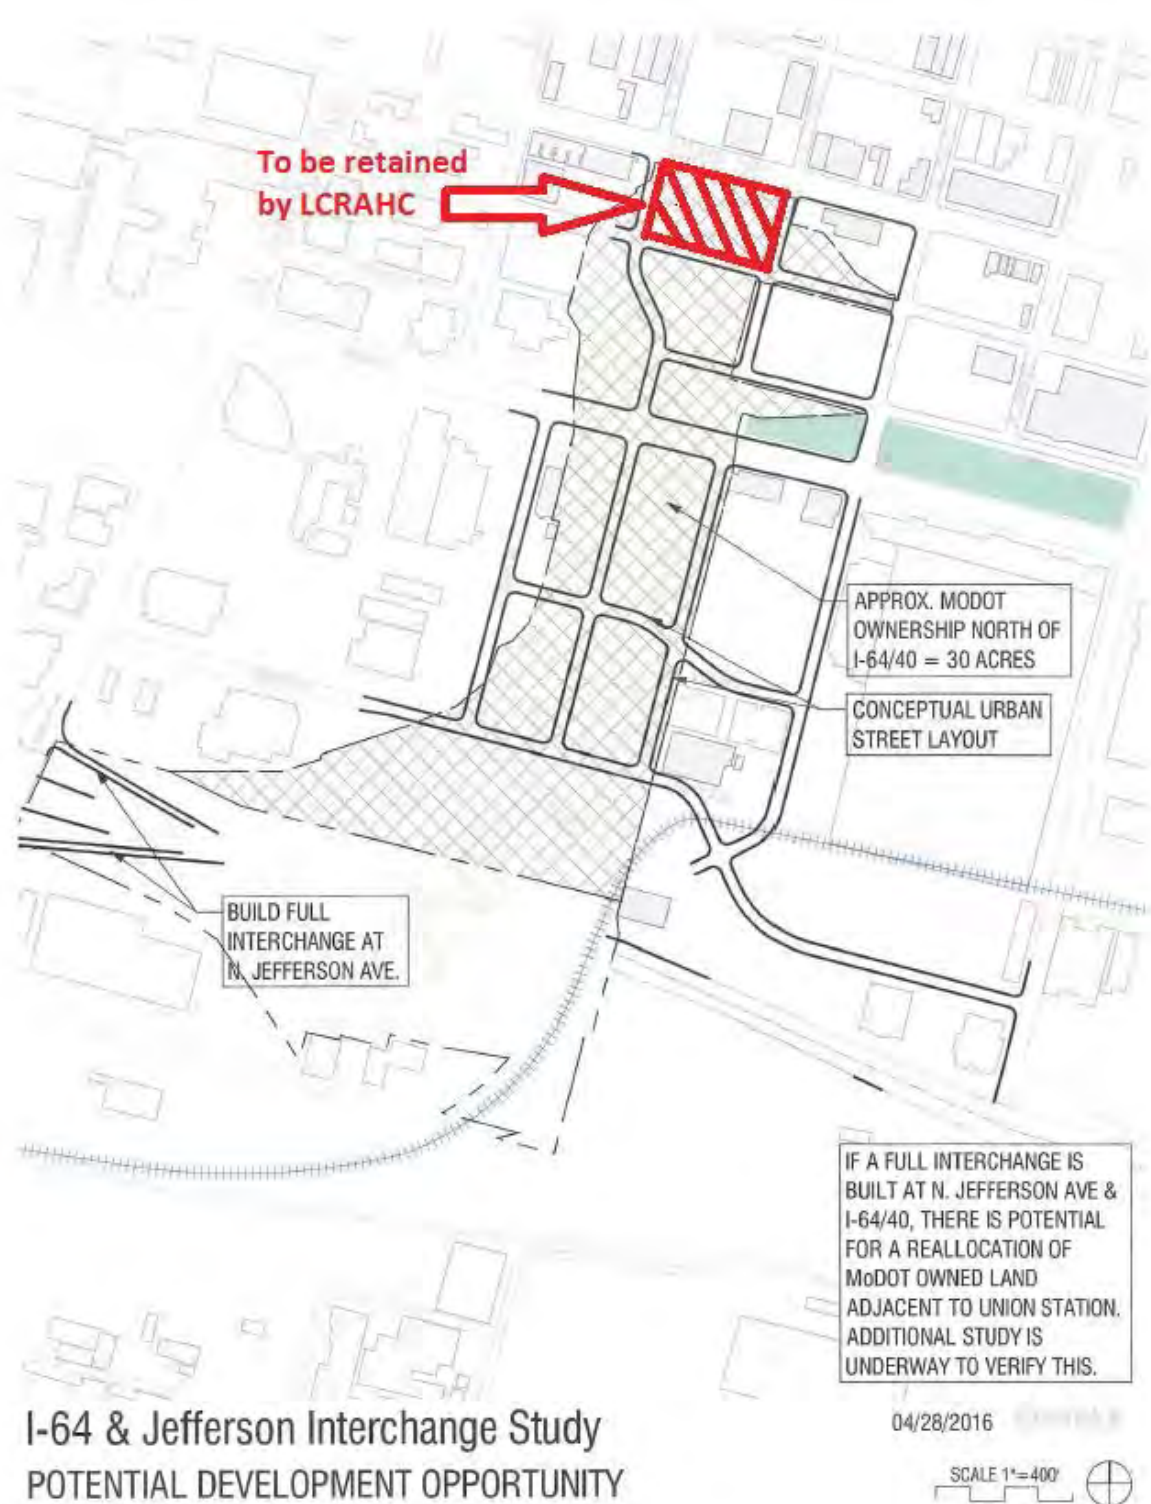 To be retained
by LCRAHC
APPROX. MODOT
OWNERSHIP NORTH OF
I-64/40 = 30 ACRES
CONCEPTUAL URBAN
STREET LAYOUT
BUILD FULL
INTERCHANGE AT
N. JEFFERSON AVE.
IF A FULL INTERCHANGE IS
BUILT AT N. JEFFERSON AVE &
I-64/40, THERE IS POTENTIAL
FOR A REALLOCATION OF
MoDOT OWNED LAND
ADJACENT TO UNION STATION.
ADDITIONAL STUDY IS
UNDERWAY TO VERIFY THIS.
I-64 & Jefferson Interchange Study
04/28/2016
POTENTIAL DEVELOPMENT OPPORTUNITY
SCALE 1"=400'